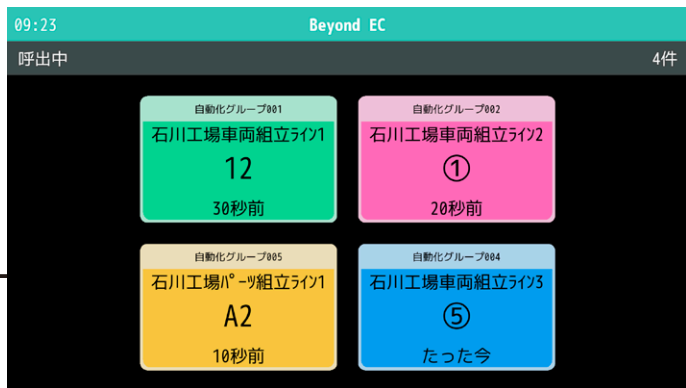 09:23 Beyond EC
呼出中 4件
自動化グループ001
石川工場車両組立ﾗｲﾝ1
12
30秒前
自動化グループ002
石川工場車両組立ﾗｲﾝ2
①
20秒前
自動化グループ005
石川工場ﾊﾟｰﾂ組立ﾗｲﾝ1
A2
10秒前
自動化グループ004
石川工場車両組立ﾗｲﾝ3
⑤
たった今